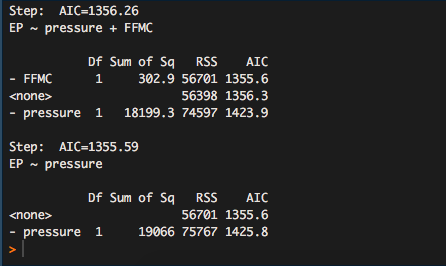 Step:  AIC=1356.26
EP ~ pressure + FFMC

           Df Sum of Sq   RSS    AIC
- FFMC      1     302.9 56701 1355.6
<none>                  56398 1356.3
- pressure  1   18199.3 74597 1423.9

Step:  AIC=1355.59
EP ~ pressure

           Df Sum of Sq   RSS    AIC
<none>                  56701 1355.6
- pressure  1     19066 75767 1425.8
>